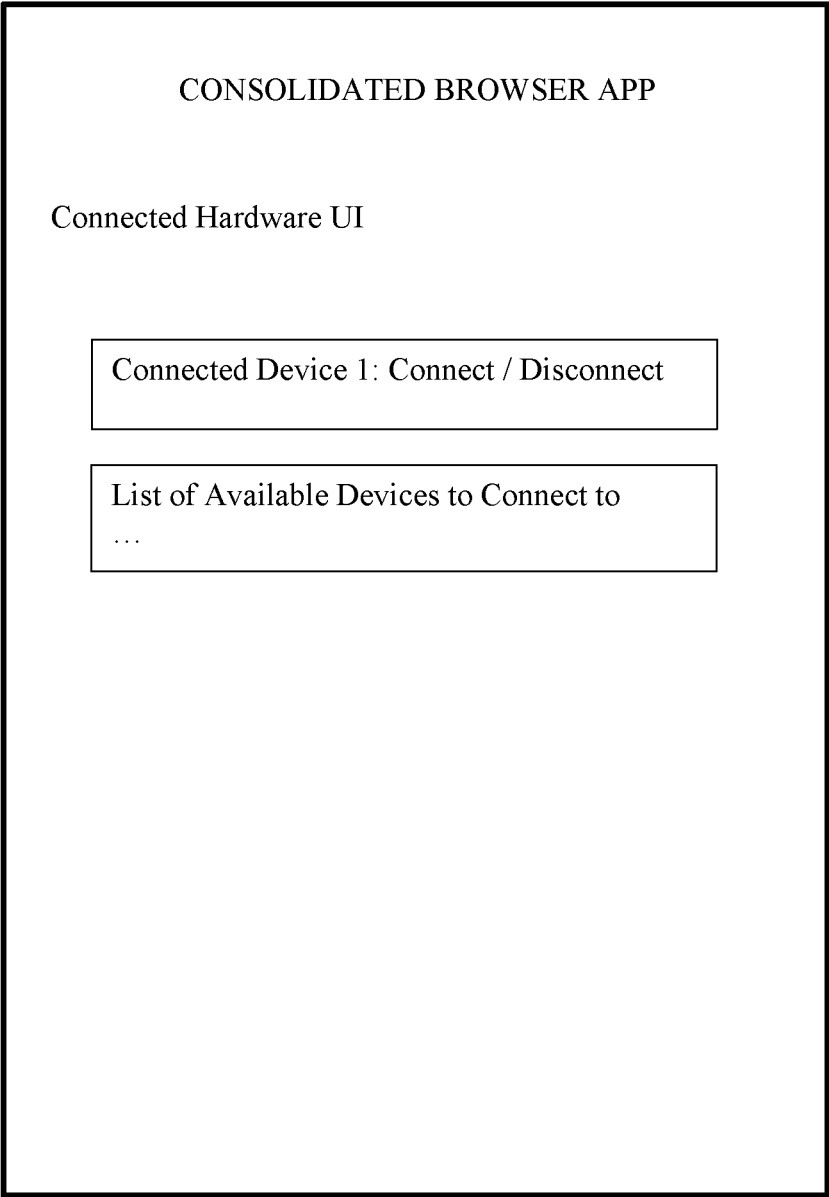 CONSOLIDATED BROWSER APP
Connected Hardware UI
Connected Device 1: Connect / Disconnect
List of Available Devices to Connect to
...